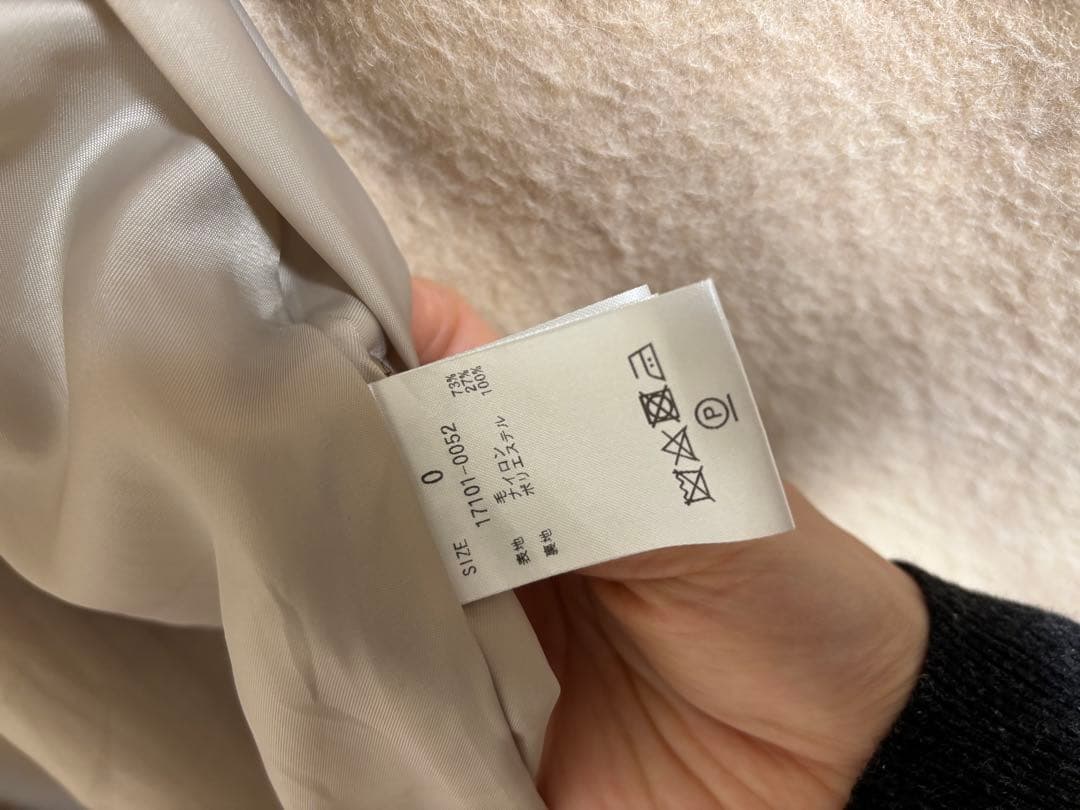 SIZE 0
17101-0052
表地 毛 73%
ナイロン 27%
裏地 ポリエステル 100%
P